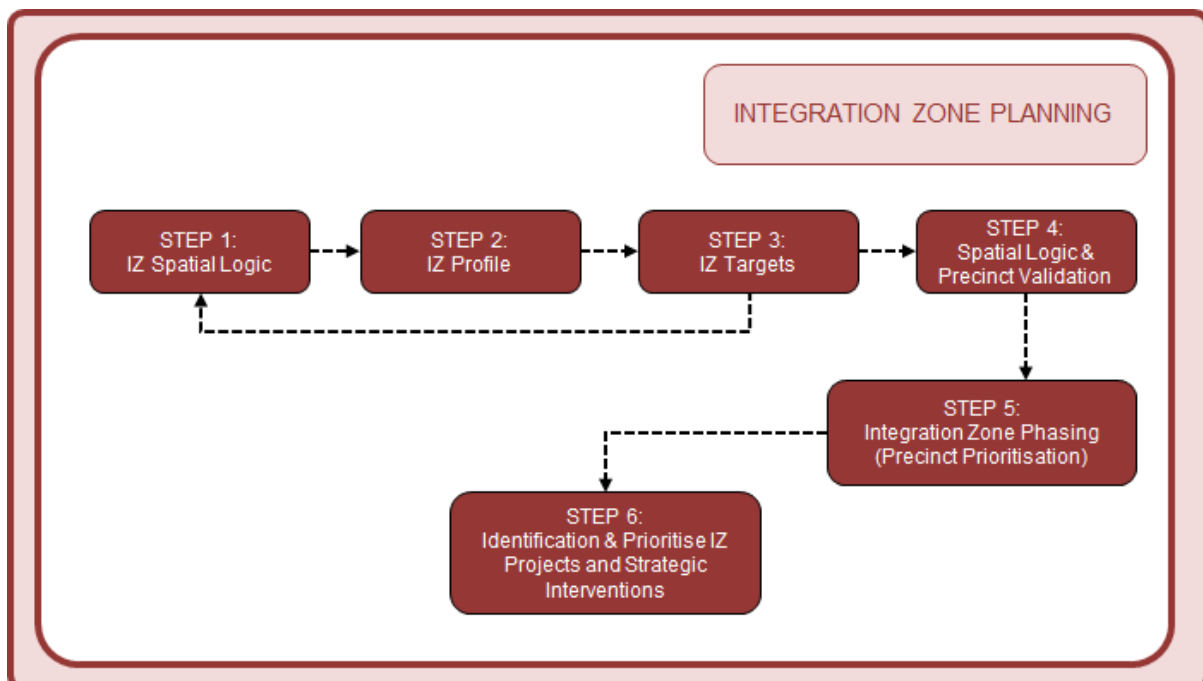 INTEGRATION ZONE PLANNING
STEP 1:
IZ Spatial Logic
STEP 2:
IZ Profile
STEP 3:
IZ Targets
STEP 4:
Spatial Logic &
Precinct Validation
STEP 5:
Integration Zone Phasing
(Precinct Prioritisation)
STEP 6:
Identification & Prioritise IZ
Projects and Strategic
Interventions